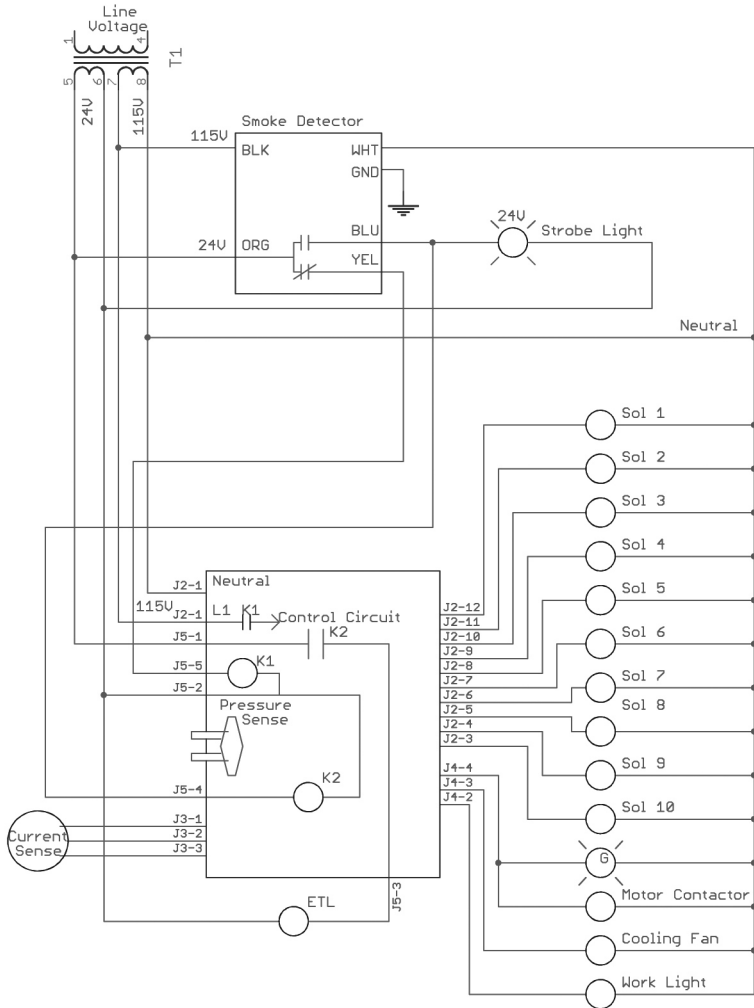 Line
Voltage
1
4
T1
5
6
7
8
24V
115V
Smoke Detector
115V
BLK
WHT
GND
24V
ORG
BLU
YEL
24V
Strobe Light
Neutral
Sol 1
Sol 2
Sol 3
Sol 4
Sol 5
Sol 6
Sol 7
Sol 8
Sol 9
Sol 10
G
Motor Contactor
Cooling Fan
Work Light
J2-1
Neutral
115V
J2-1
L1
K1
Control Circuit
J5-1
K2
J5-5
K1
J5-2
Pressure
Sense
J5-4
K2
J3-1
J3-2
J3-3
Current
Sense
J2-12
J2-11
J2-10
J2-9
J2-8
J2-7
J2-6
J2-5
J2-4
J2-3
J4-4
J4-3
J4-2
J5-3
ETL